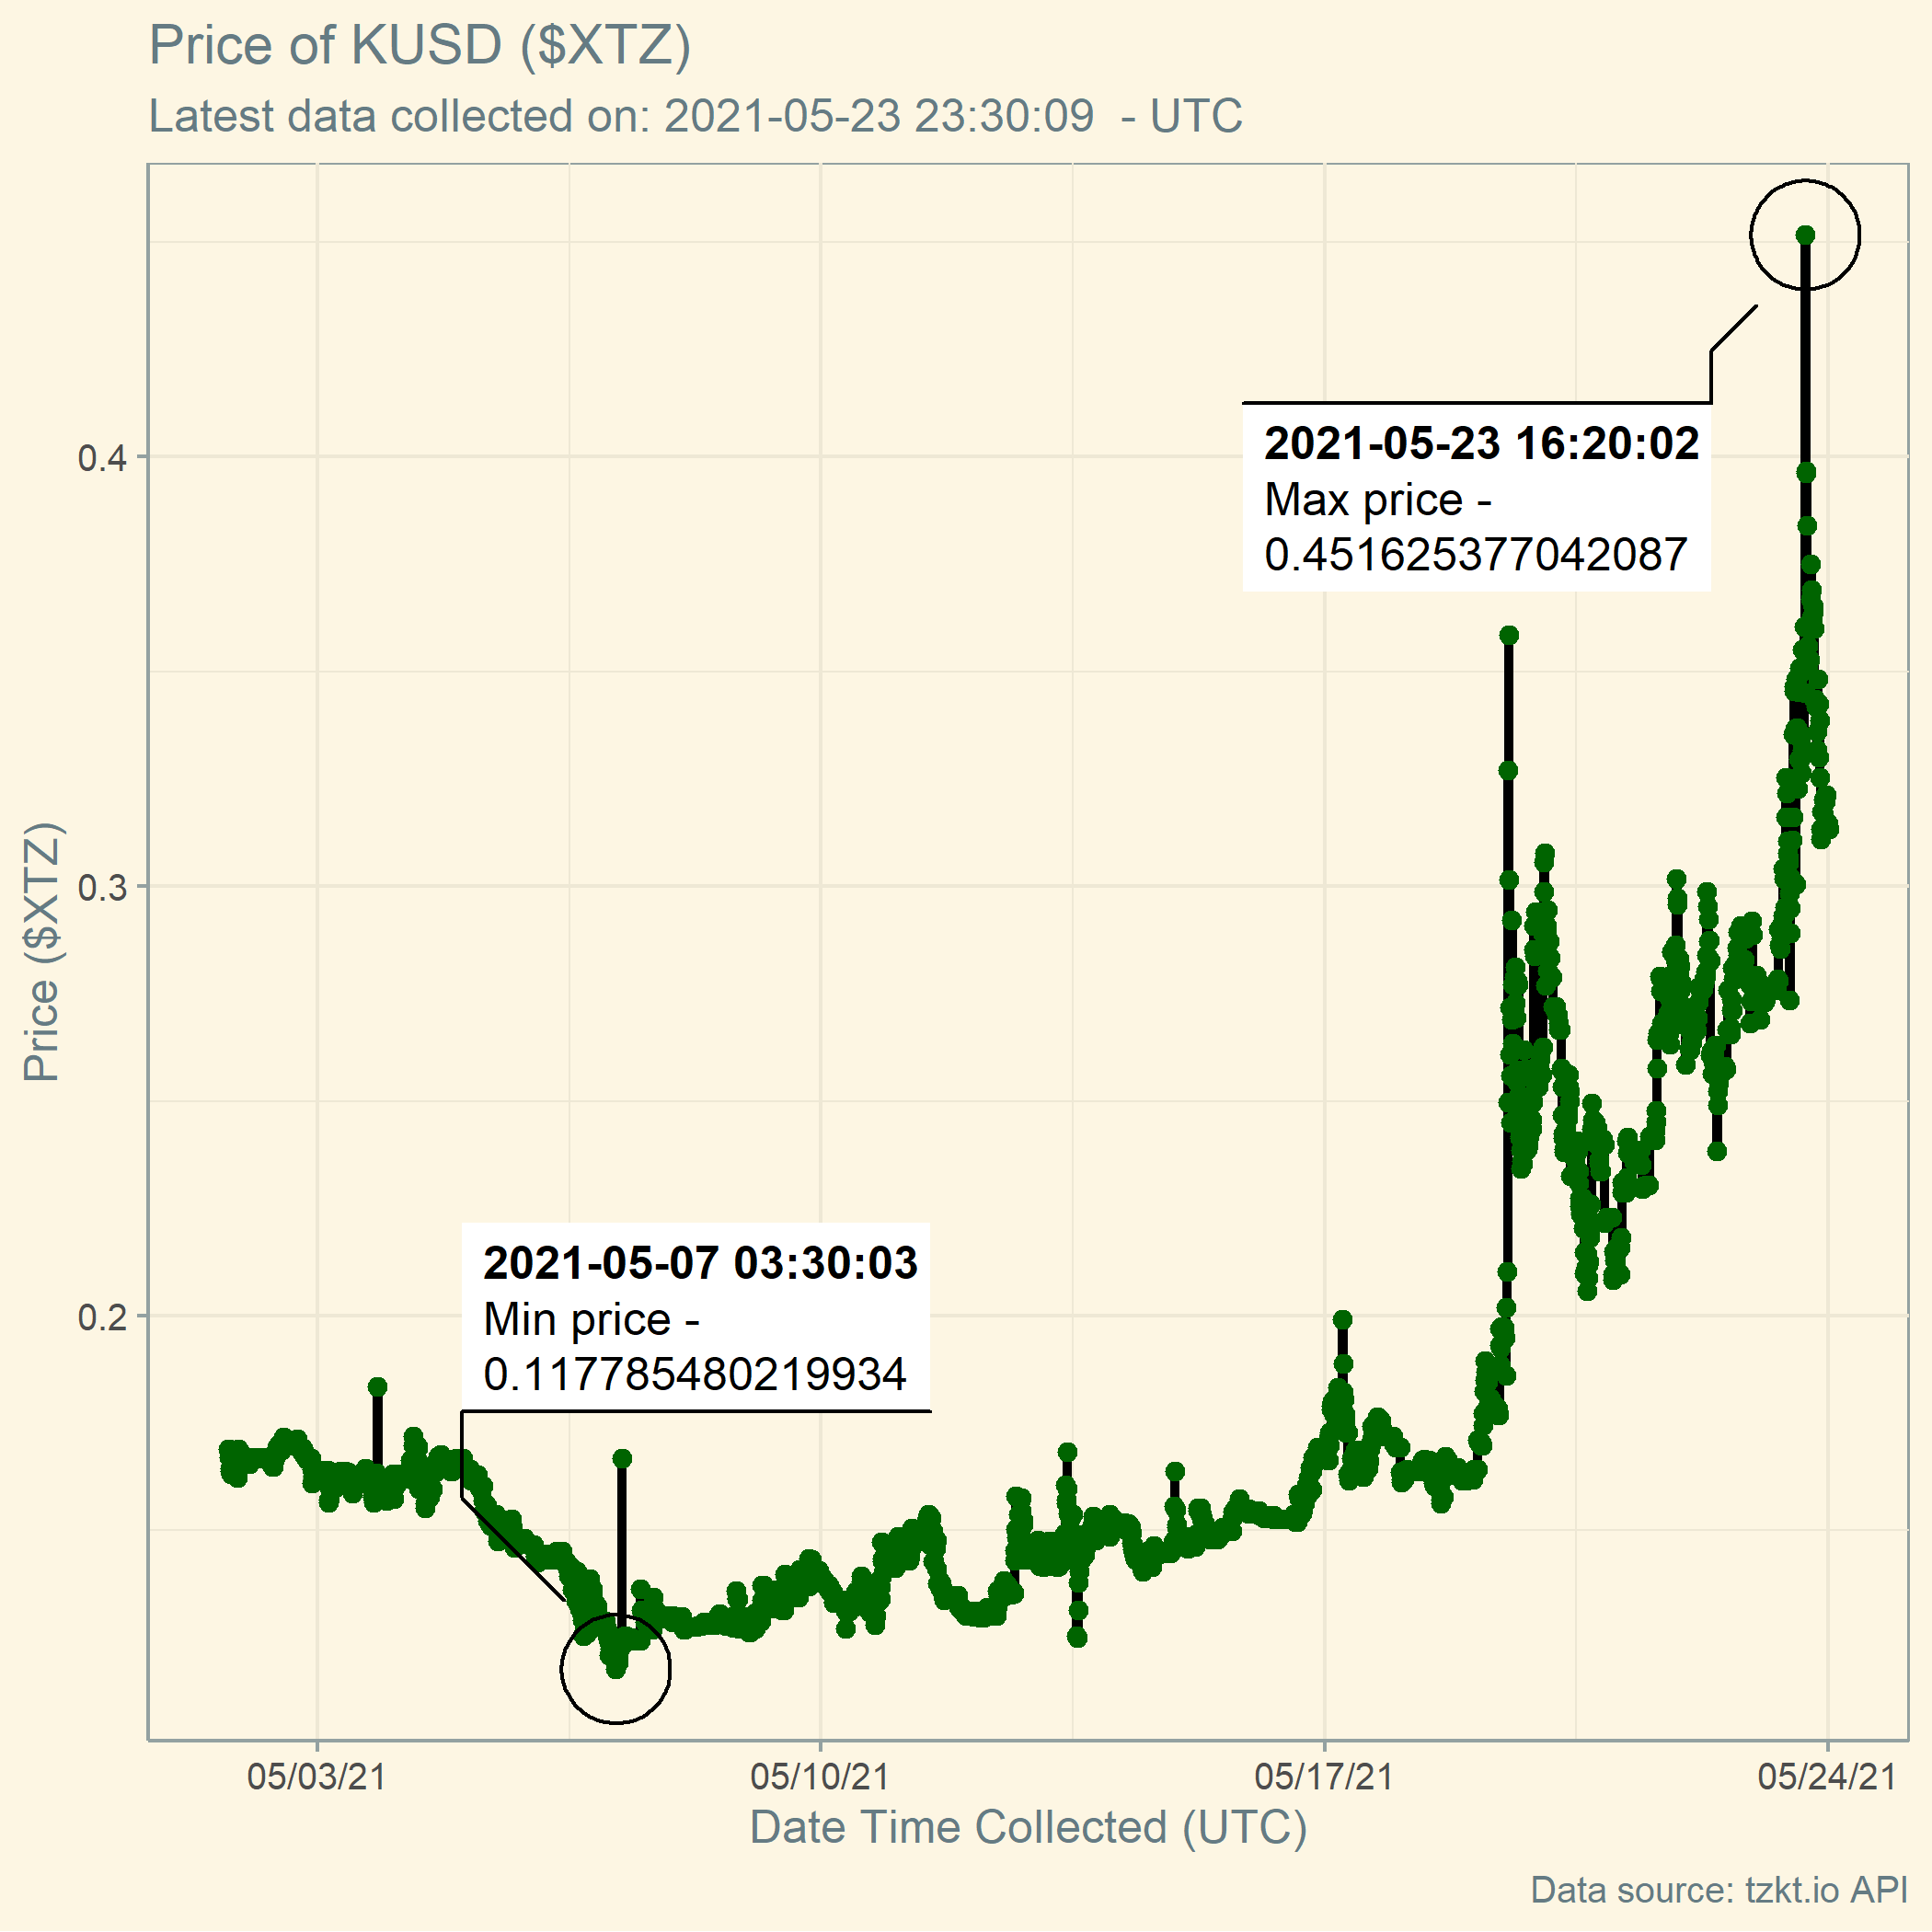 Price of KUSD ($XTZ)
Latest data collected on: 2021-05-23 23:30:09  - UTC
Price ($XTZ)
0.4
0.3
0.2
2021-05-23 16:20:02
Max price -
0.451625377042087
2021-05-07 03:30:03
Min price -
0.117785480219934
05/03/21
05/10/21
05/17/21
05/24/21
Date Time Collected (UTC)
Data source: tzkt.io API